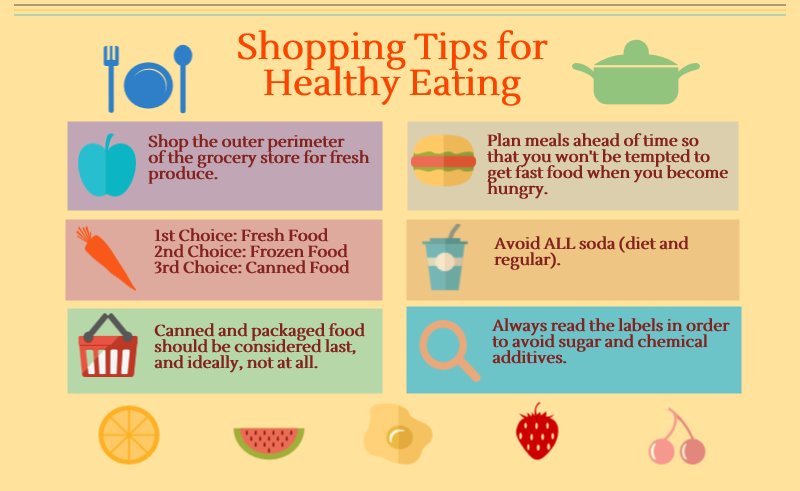 Shopping Tips for
Healthy Eating
Shop the outer perimeter
of the grocery store for fresh
produce.
Plan meals ahead of time so
that you won't be tempted to
get fast food when you become
hungry.
1st Choice: Fresh Food
2nd Choice: Frozen Food
3rd Choice: Canned Food
Avoid ALL soda (diet and
regular).
Canned and packaged food
should be considered last,
and ideally, not at all.
Always read the labels in order
to avoid sugar and chemical
additives.